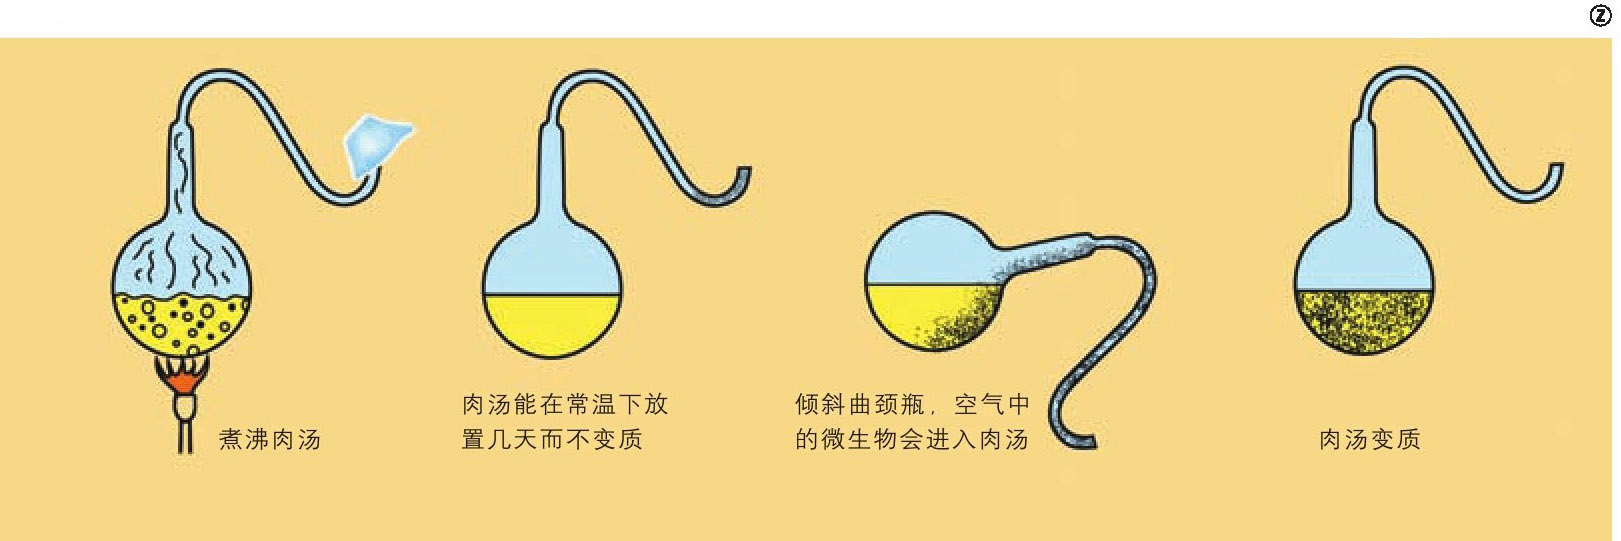 Ⓩ
煮沸肉汤
肉汤能在常温下放
置几天而不变质
倾斜曲颈瓶，空气中
的微生物会进入肉汤
肉汤变质